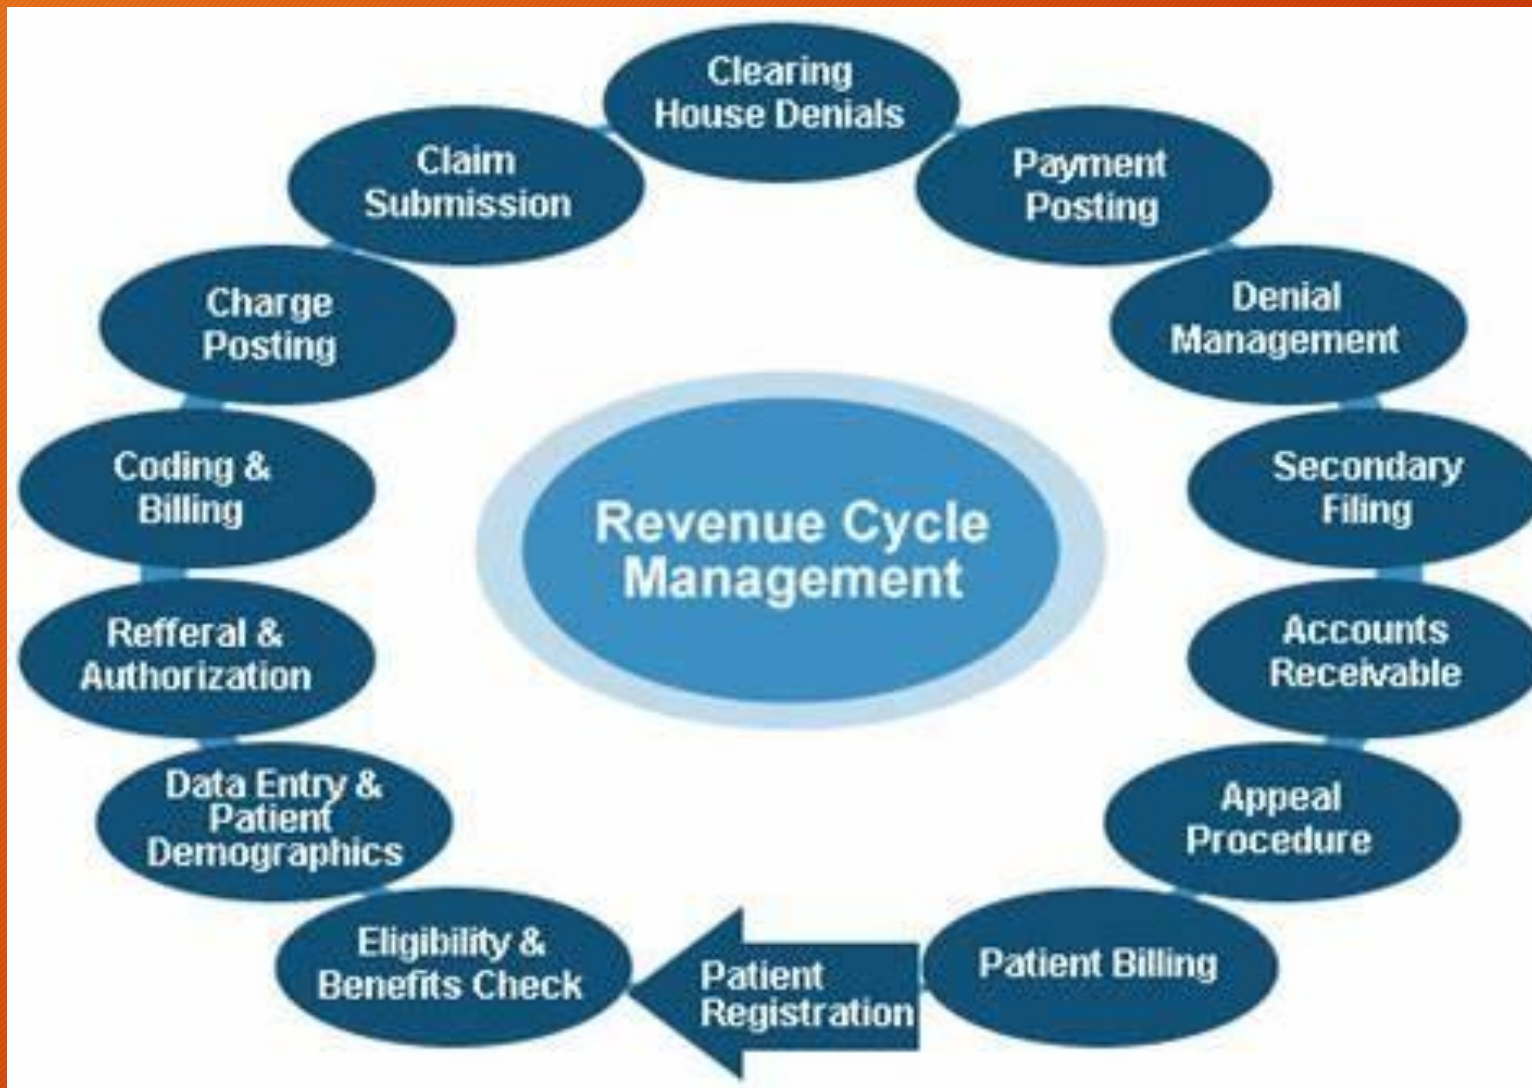 Clearing
House Denials
Claim
Submission
Payment
Posting
Charge
Posting
Denial
Management
Coding &
Billing
Secondary
Filing
Revenue Cycle
Management
Refferal &
Authorization
Accounts
Receivable
Data Entry &
Patient
Demographics
Appeal
Procedure
Eligibility &
Benefits Check
Patient
Registration
Patient Billing